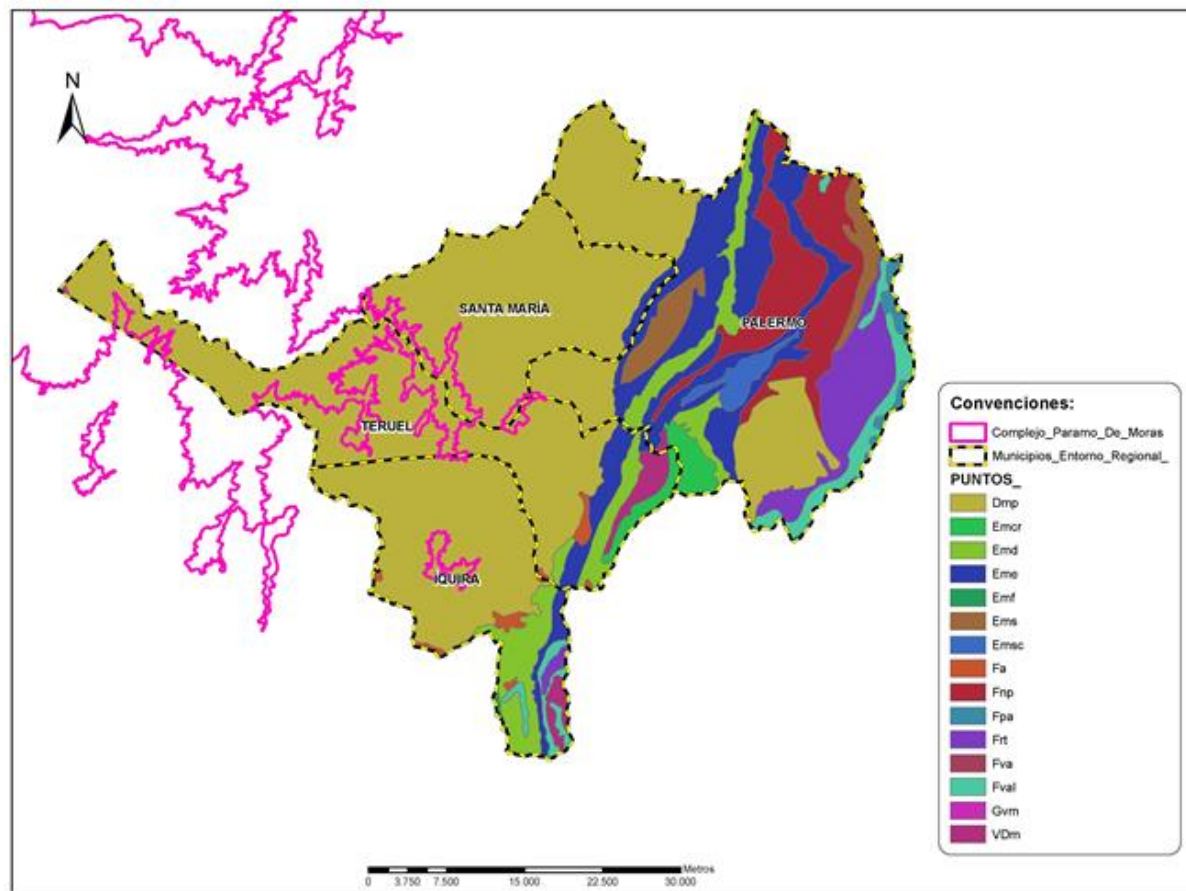 N
SANTA MARÍA
PALERMO
TERUEL
IQUIRA
Convenciones:
Complejo_Paramo_De_Moras
Municipios_Entorno_Regional_
PUNTOS_
Dmp
Emcr
Emd
Eme
Emf
Ems
Emsc
Fa
Fnp
Fpa
Frt
Fva
Fval
Gvm
VDm
Metros
0 3.750 7.500 15.000 22.500 30.000